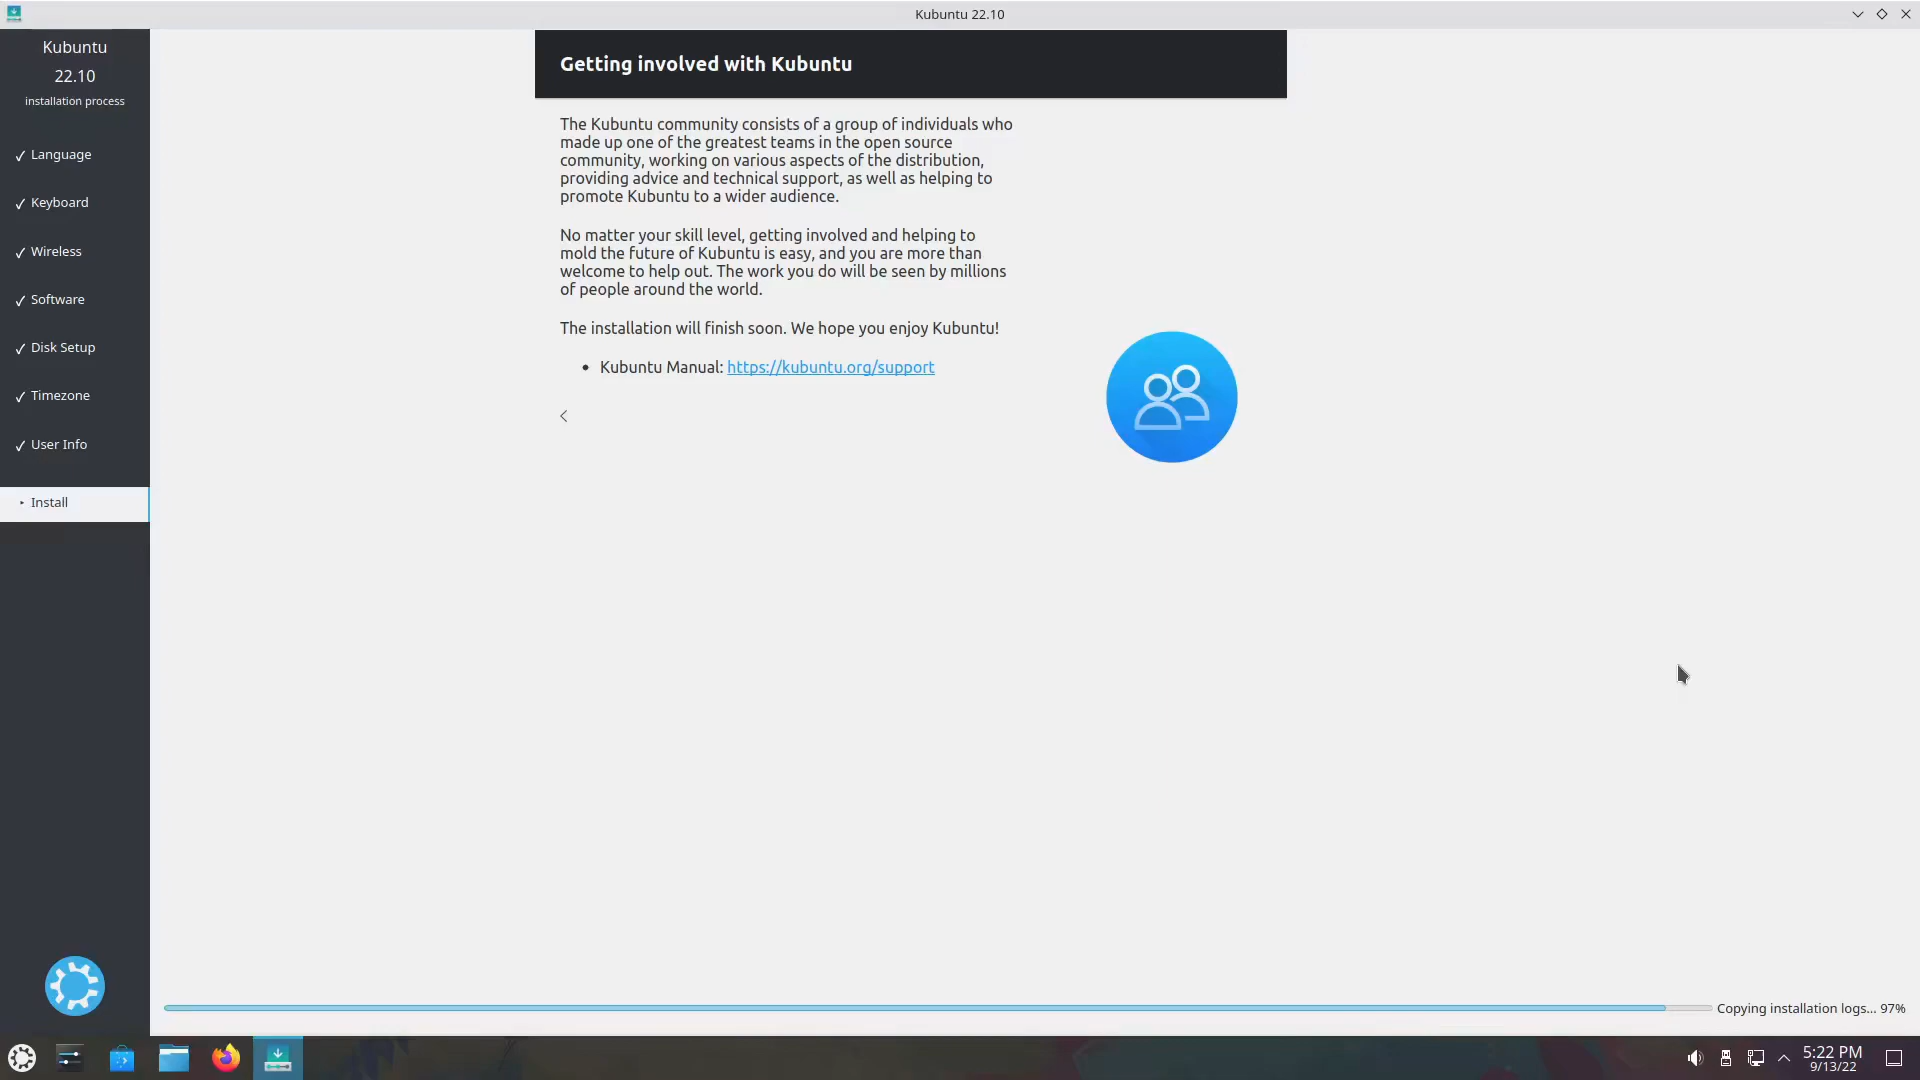 Kubuntu 22.10
Kubuntu
22.10
installation process
✓ Language
✓ Keyboard
✓ Wireless
✓ Software
✓ Disk Setup
✓ Timezone
✓ User Info
‣ Install
Getting involved with Kubuntu
The Kubuntu community consists of a group of individuals who
made up one of the greatest teams in the open source
community, working on various aspects of the distribution,
providing advice and technical support, as well as helping to
promote Kubuntu to a wider audience.
No matter your skill level, getting involved and helping to
mold the future of Kubuntu is easy, and you are more than
welcome to help out. The work you do will be seen by millions
of people around the world.
The installation will finish soon. We hope you enjoy Kubuntu!
• Kubuntu Manual: https://kubuntu.org/support
<
Copying installation logs... 97%
5:22 PM
9/13/22